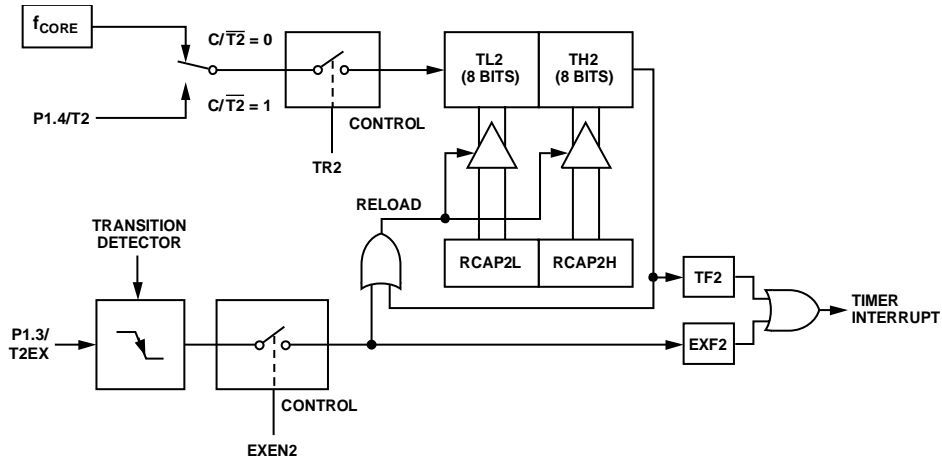 fCORE
C/T2 = 0
TL2
(8 BITS)
TH2
(8 BITS)
P1.4/T2
C/T2 = 1
CONTROL
TR2
RELOAD
TRANSITION
DETECTOR
RCAP2L
RCAP2H
TF2
TIMER
INTERRUPT
P1.3/
T2EX
EXF2
CONTROL
EXEN2